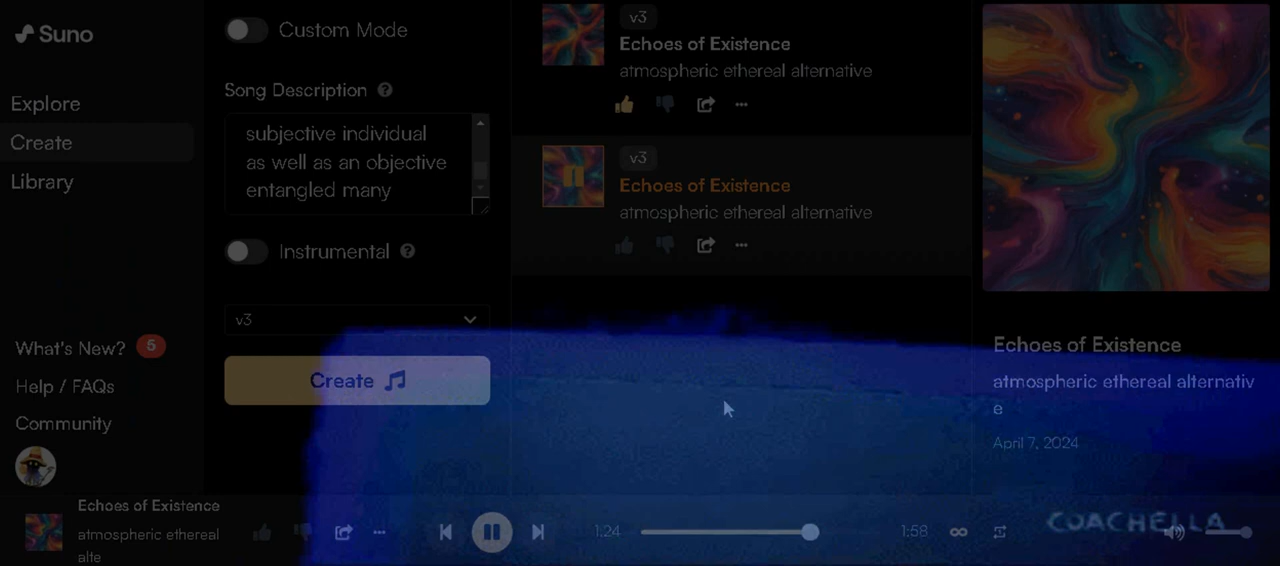 Suno
Explore
Create
Library
What's New? 5
Help / FAQs
Community
Custom Mode
Song Description ?
subjective individual
as well as an objective
entangled many
Instrumental ?
v3
Create
v3
Echoes of Existence
atmospheric ethereal alternative
v3
Echoes of Existence
atmospheric ethereal alternative
Echoes of Existence
atmospheric ethereal alternativ
e
April 7, 2024
Echoes of Existence
atmospheric ethereal
alte
1:24
1:58
COACHELLA